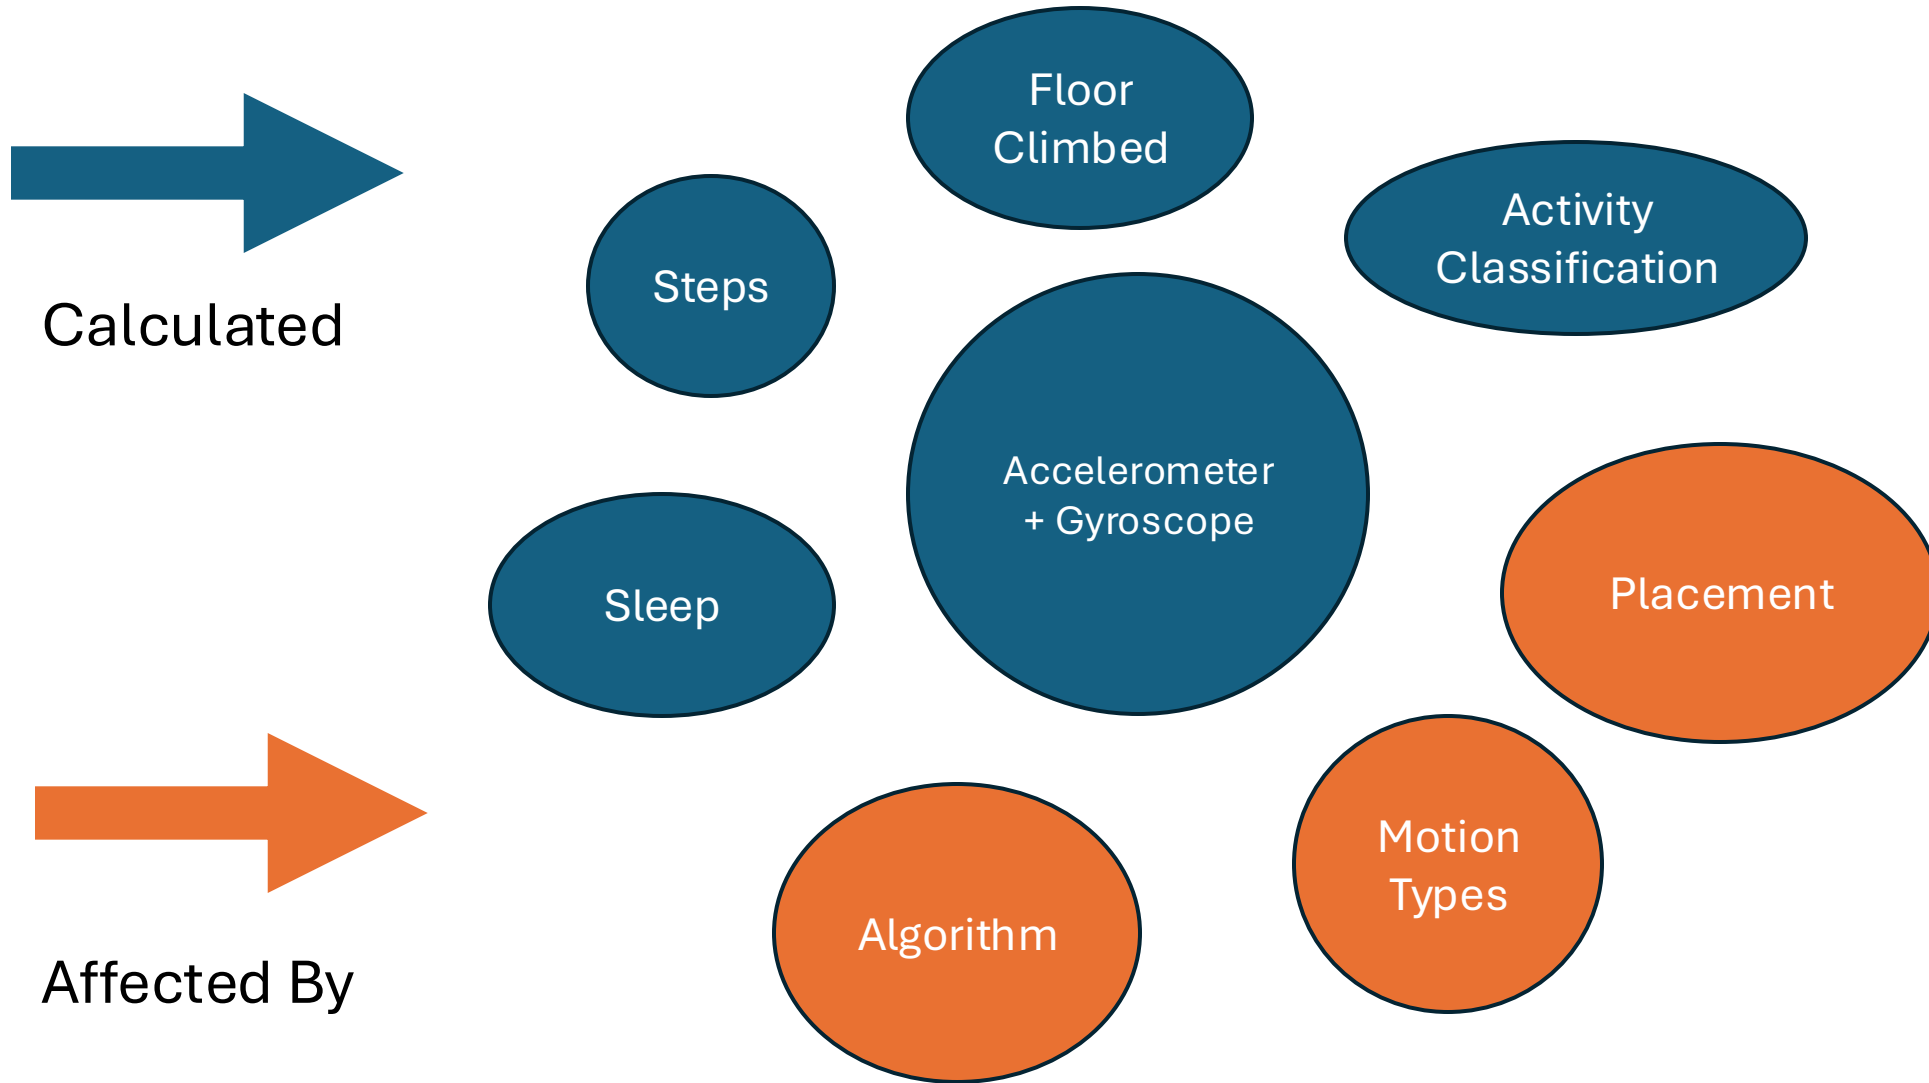 Floor
Climbed
Activity
Classification
Steps
Calculated
Accelerometer
+ Gyroscope
Placement
Sleep
Motion
Types
Algorithm
Affected By